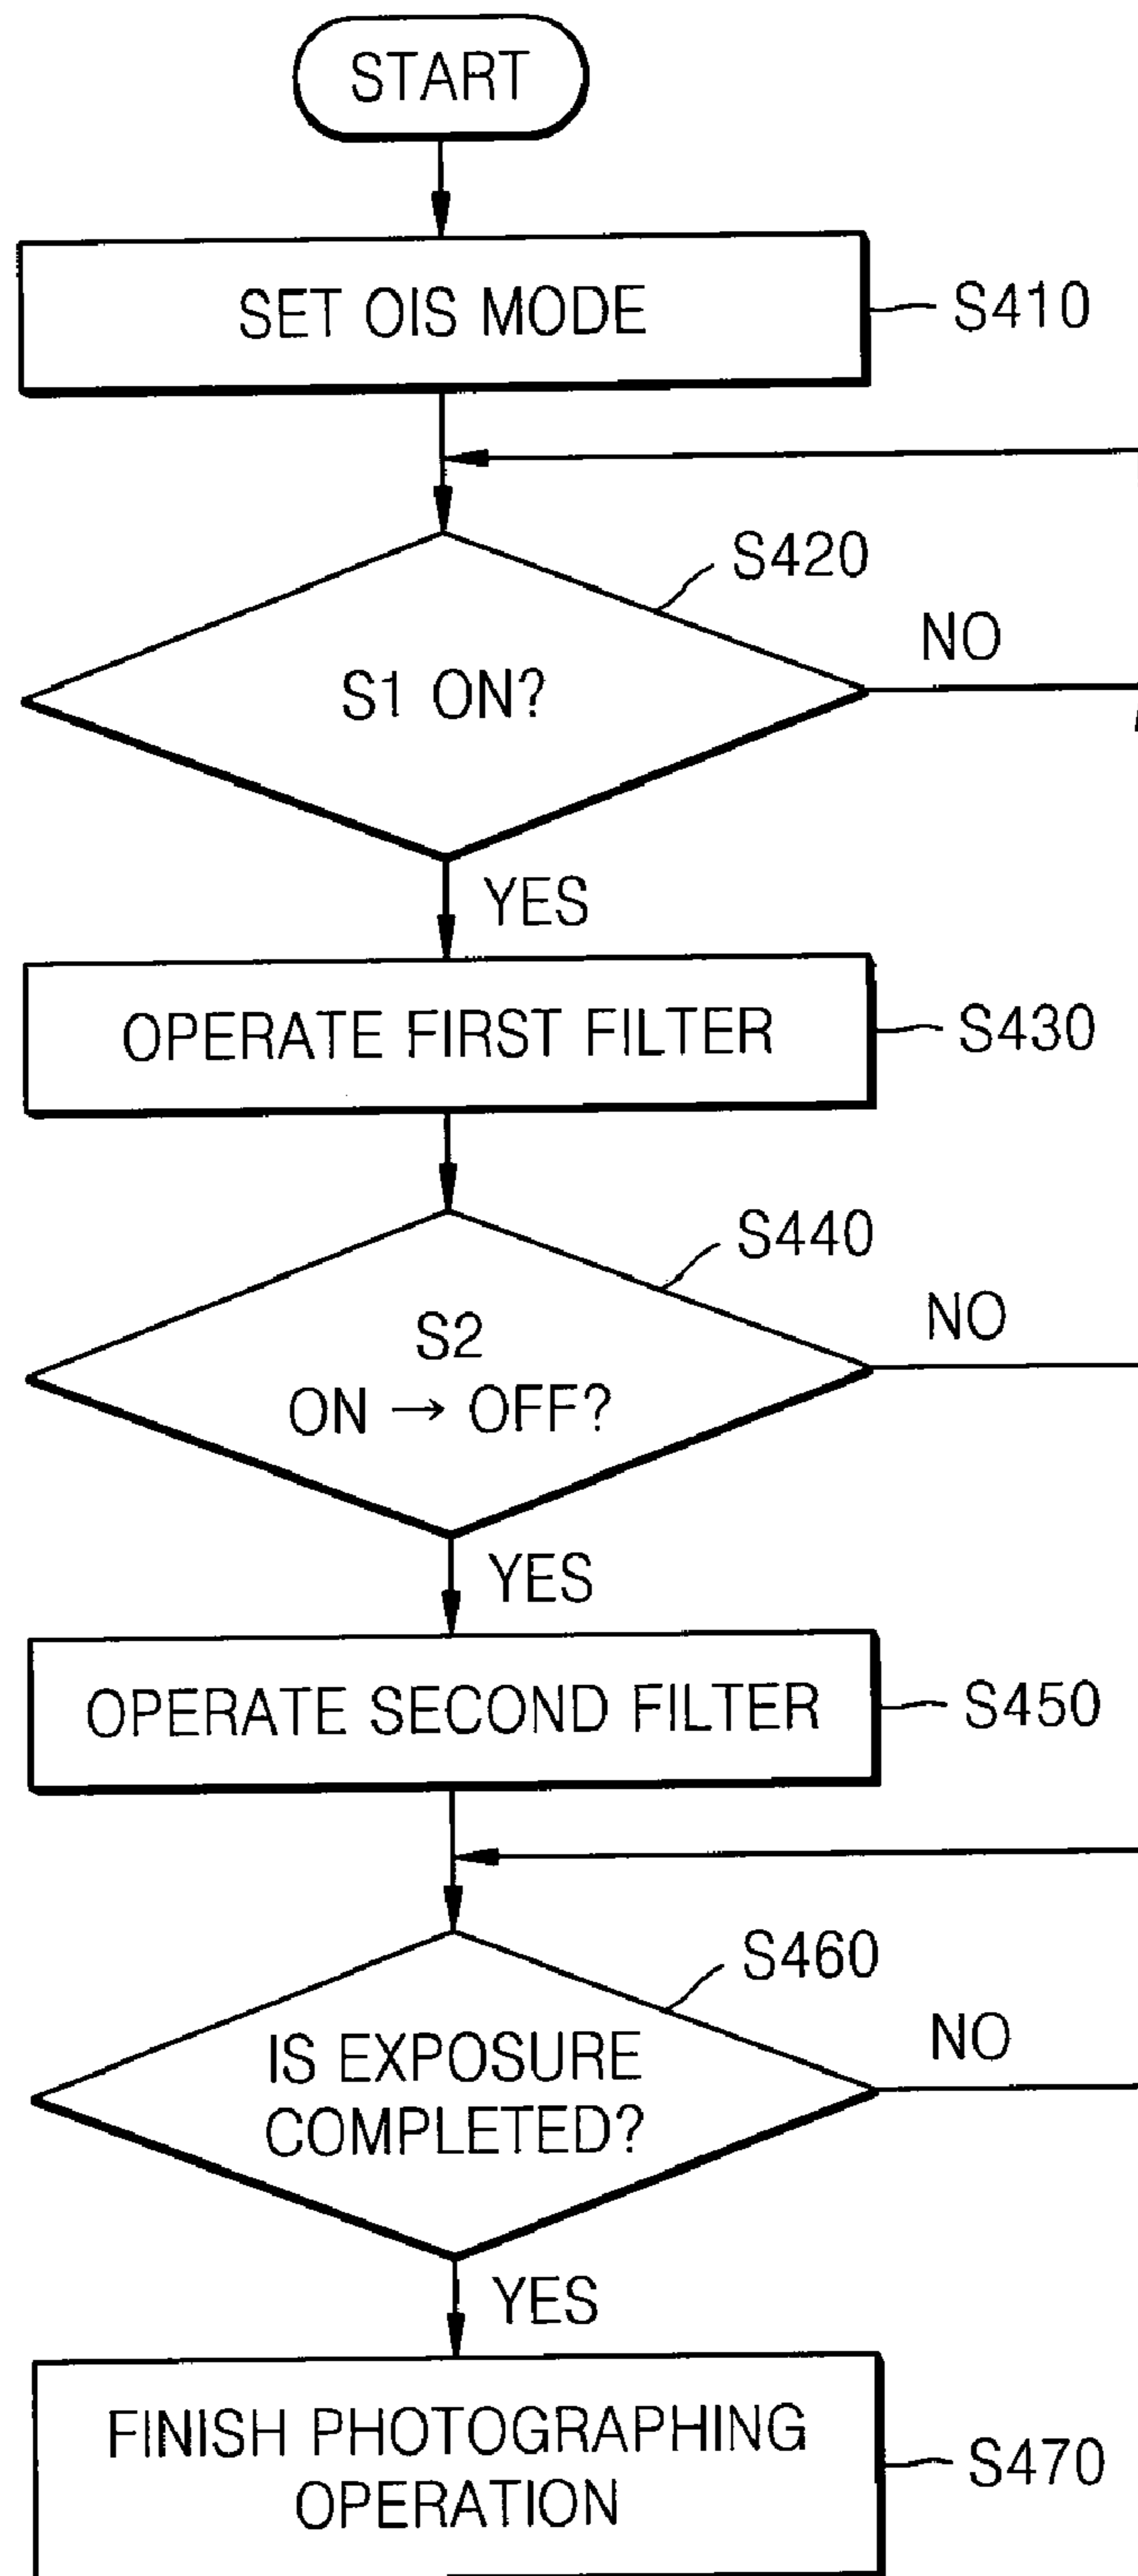 START
SET OIS MODE
S410
S420
S1 ON?
NO
YES
OPERATE FIRST FILTER
S430
S440
S2
ON → OFF?
NO
YES
OPERATE SECOND FILTER
S450
S460
IS EXPOSURE
COMPLETED?
NO
YES
FINISH PHOTOGRAPHING
OPERATION
S470